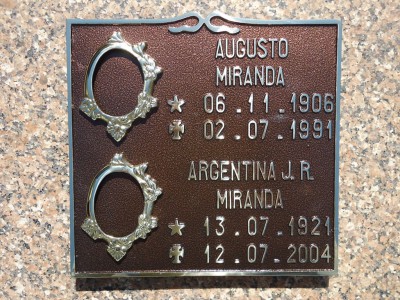 AUGUSTO
MIRANDA
06.11.1906
02.07.1991
ARGENTINA J.R.
MIRANDA
13.07.1921
12.07.2004